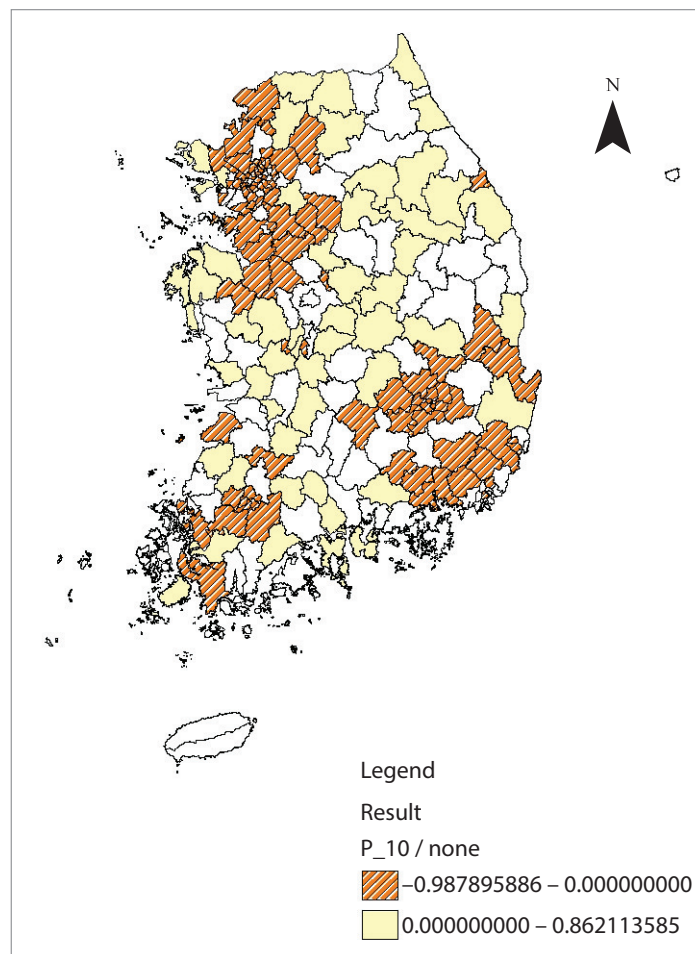 N
Legend
Result
P_10 / none
–0.987895886 – 0.000000000
0.000000000 – 0.862113585